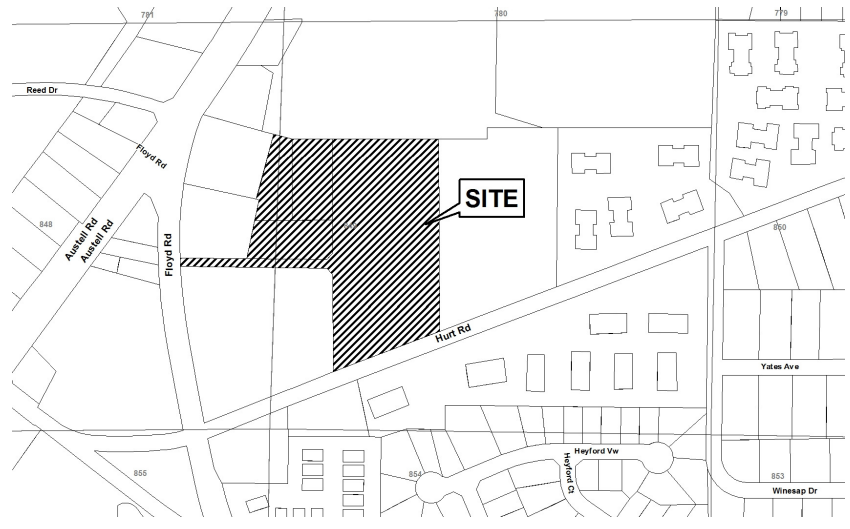 781
780
779
Reed Dr
Floyd Rd
SITE
848
Austell Rd
Austell Rd
Floyd Rd
850
Hurt Rd
Yates Ave
Heyford Vw
855
854
Heyford Ct
853
Winesap Dr